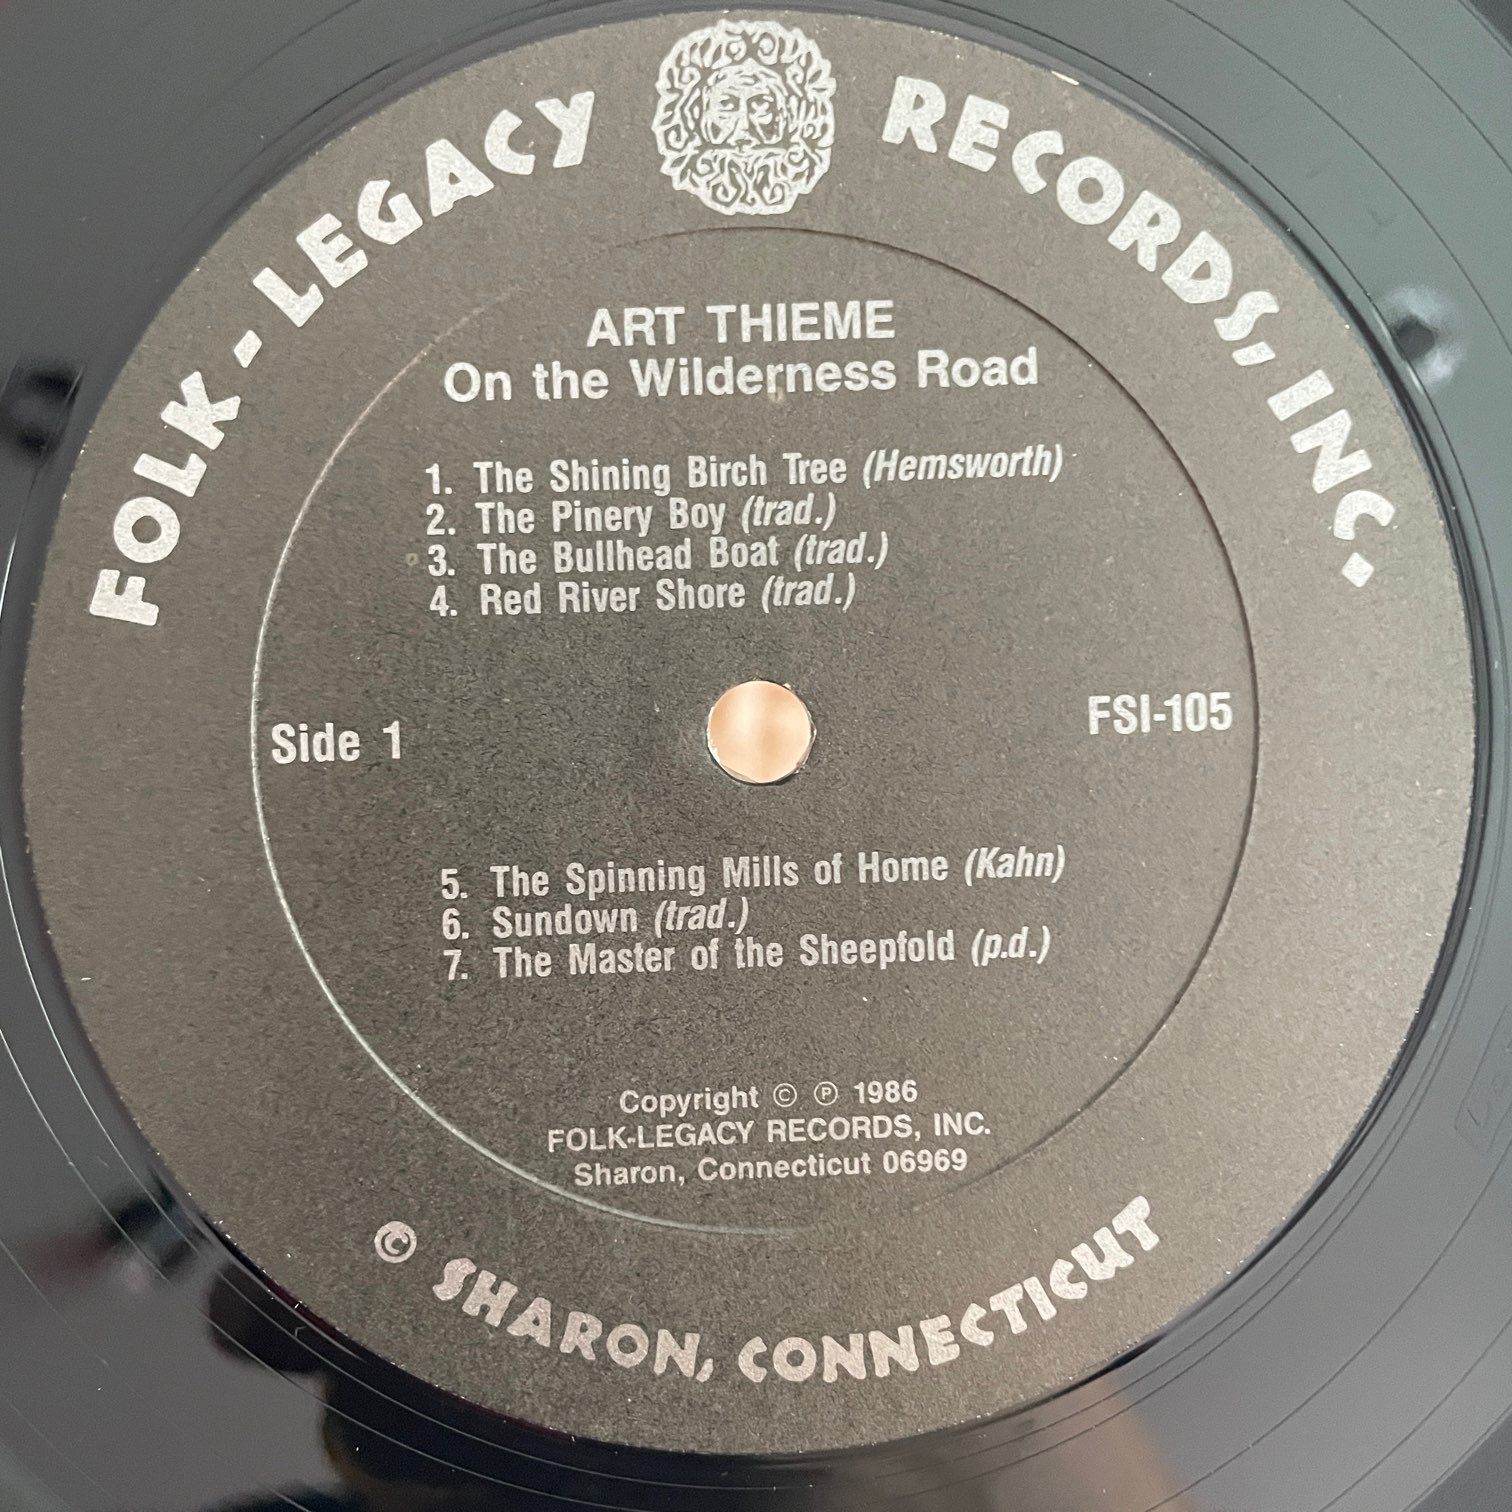 FOLK-LEGACY RECORDS, INC.
ART THIEME
On the Wilderness Road
1. The Shining Birch Tree (Hemsworth)
2. The Pinery Boy (trad.)
3. The Bullhead Boat (trad.)
4. Red River Shore (trad.)
Side 1
FSI-105
5. The Spinning Mills of Home (Kahn)
6. Sundown (trad.)
7. The Master of the Sheepfold (p.d.)
Copyright © ℗ 1986
FOLK-LEGACY RECORDS, INC.
Sharon, Connecticut 06969
© SHARON, CONNECTICUT